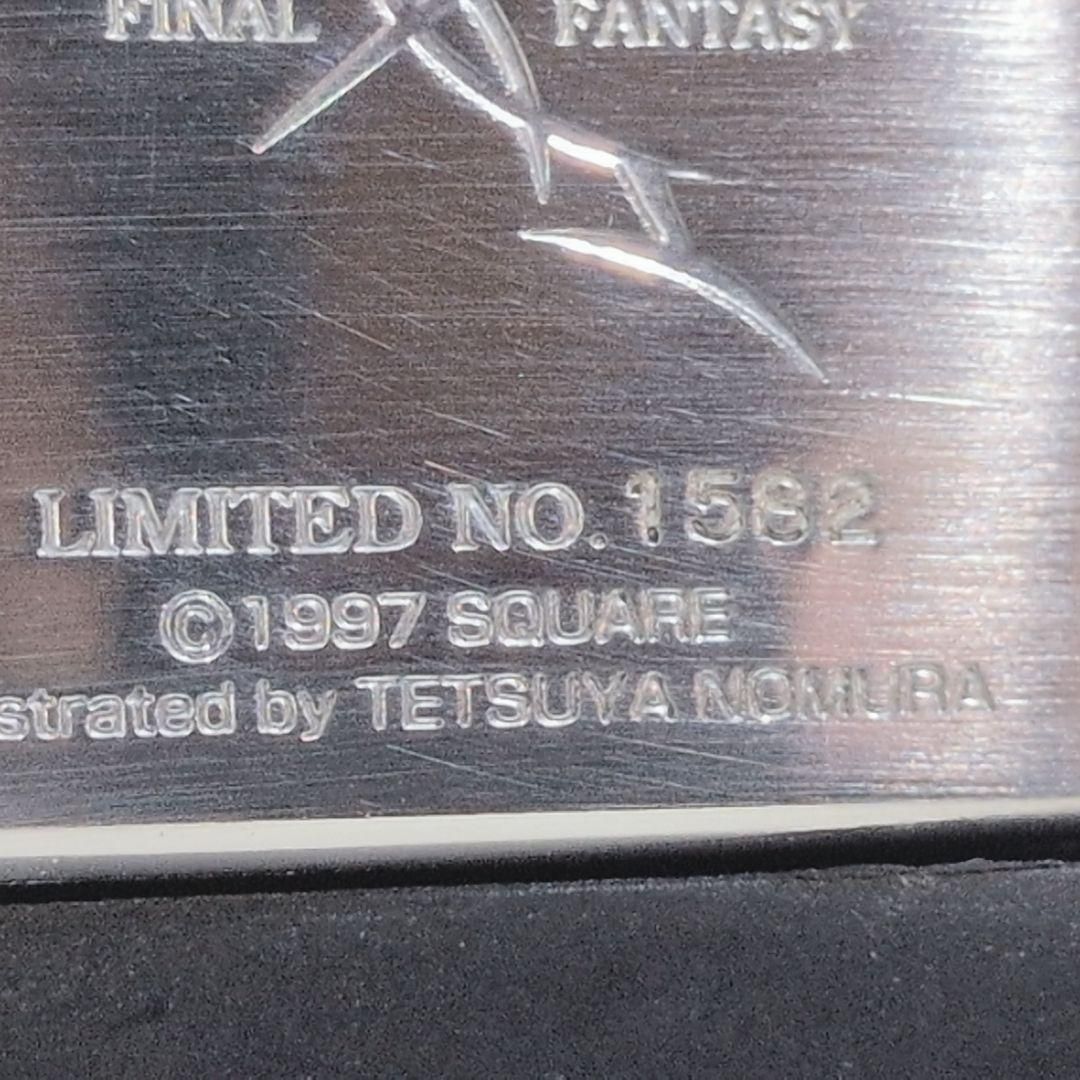 FINAL FANTASY
LIMITED NO. 1582
©1997 SQUARE
strated by TETSUYA NOMURA